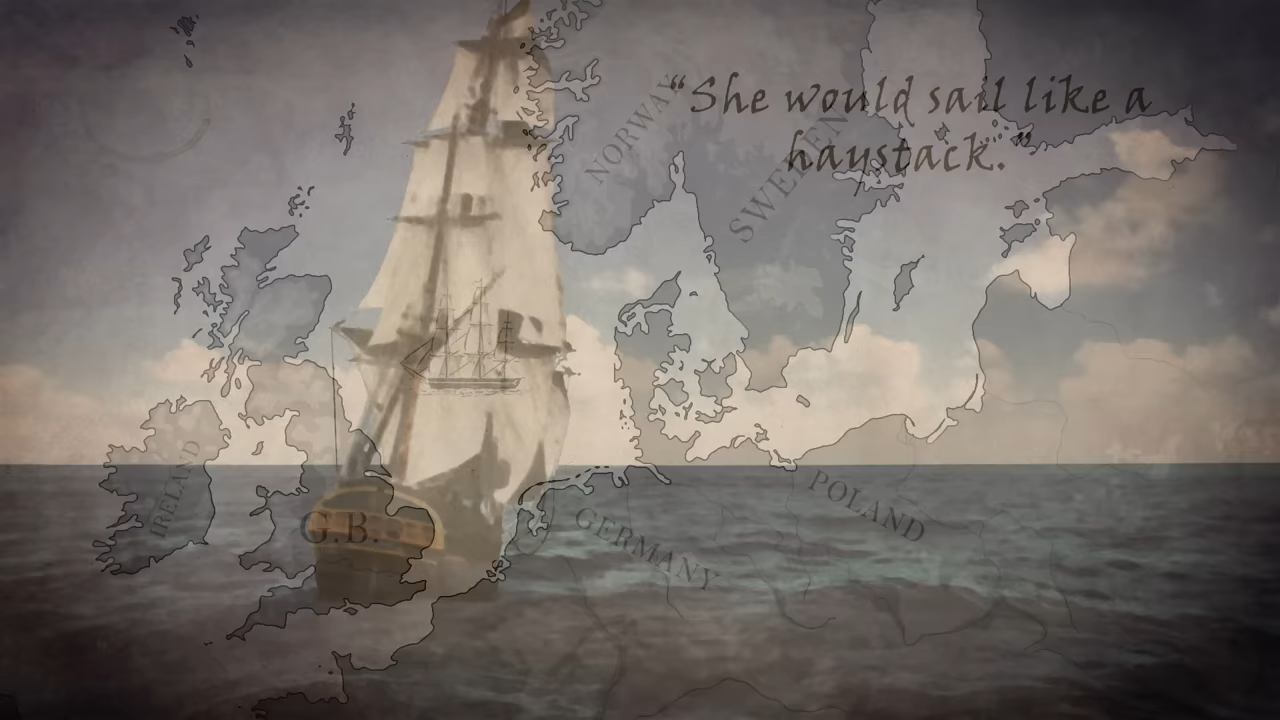 “She would sail like a
haystack.”
NORWAY
SWEDEN
IRELAND
G.B.
GERMANY
POLAND